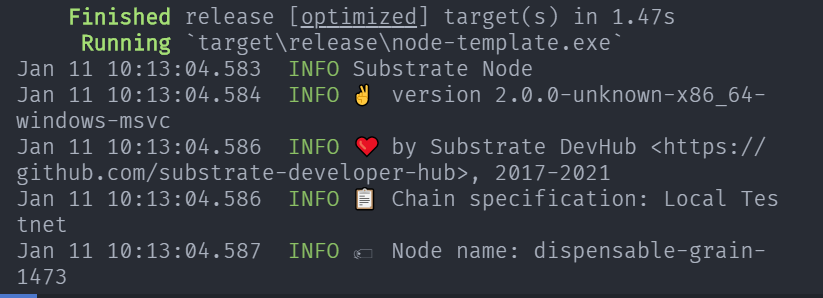 Finished release [optimized] target(s) in 1.47s
Running `target\release\node-template.exe`
Jan 11 10:13:04.583  INFO Substrate Node
Jan 11 10:13:04.584  INFO ✌️ version 2.0.0-unknown-x86_64-
windows-msvc
Jan 11 10:13:04.586  INFO ❤️ by Substrate DevHub <https://
github.com/substrate-developer-hub>, 2017-2021
Jan 11 10:13:04.586  INFO 📋 Chain specification: Local Tes
tnet
Jan 11 10:13:04.587  INFO 🏷 Node name: dispensable-grain-
1473